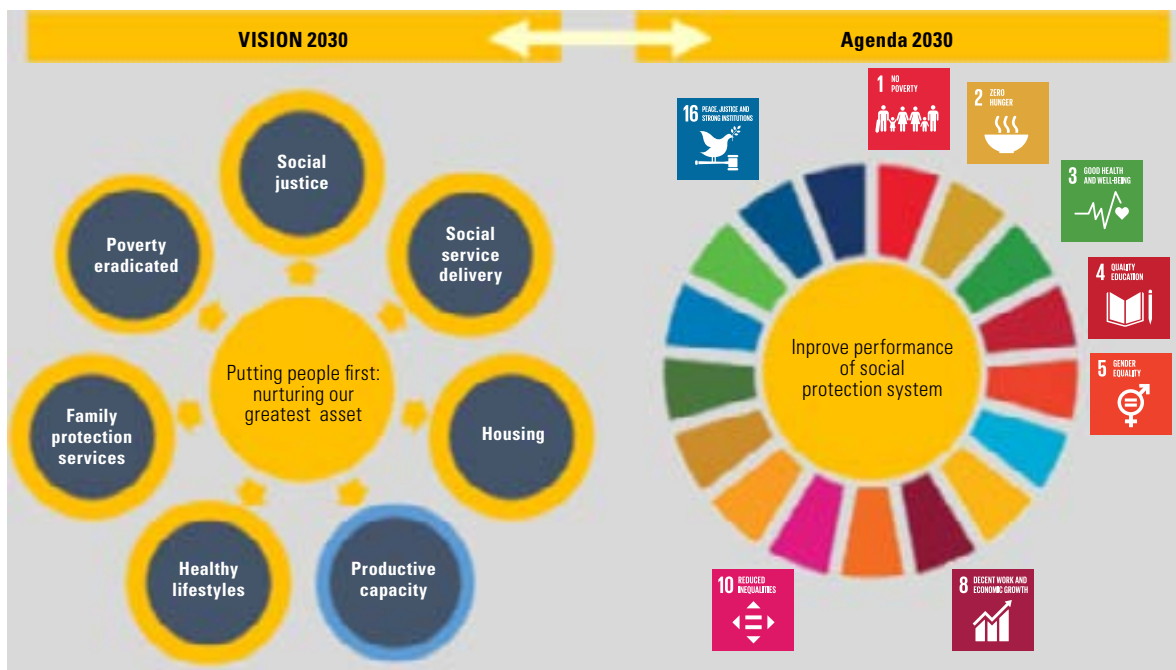 VISION 2030
Agenda 2030
Social
justice
Social
service
delivery
Housing
Productive
capacity
Healthy
lifestyles
Family
protection
services
Poverty
eradicated
Putting people first:
nurturing our
greatest asset
16 PEACE, JUSTICE AND
STRONG INSTITUTIONS
1 NO
POVERTY
2 ZERO
HUNGER
3 GOOD HEALTH
AND WELL-BEING
4 QUALITY
EDUCATION
5 GENDER
EQUALITY
8 DECENT WORK AND
ECONOMIC GROWTH
10 REDUCED
INEQUALITIES
Inprove performance
of social
protection system